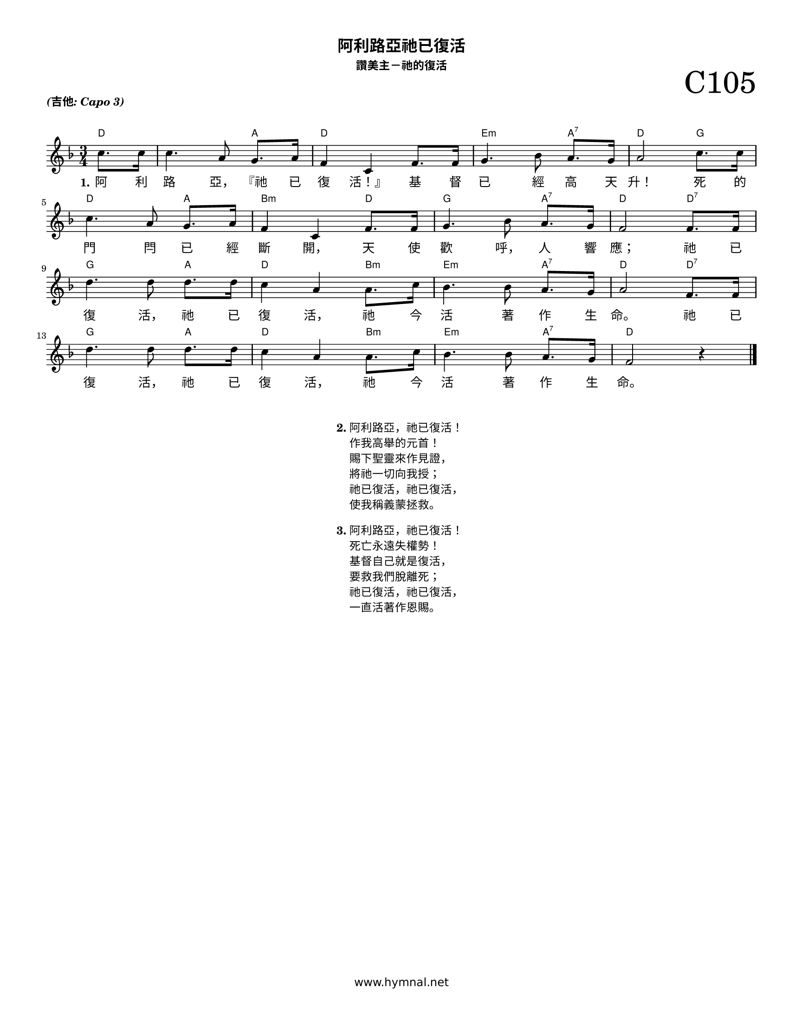 阿利路亞祂已復活
讚美主－祂的復活
C105
(吉他: Capo 3)
D A D Em A7 D G
1. 阿 利 路 亞， 『祂 已 復 活！』 基 督 已 經 高 天 升！ 死 的
5
D A Bm D G A7 D D7
門 閂 已 經 斷 開， 天 使 歡 呼， 人 響 應； 祂 已
9
G A D Bm Em A7 D D7
復 活， 祂 已 復 活， 祂 今 活 著 作 生 命。 祂 已
13
G A D Bm Em A7 D
復 活， 祂 已 復 活， 祂 今 活 著 作 生 命。
2. 阿利路亞，祂已復活！
作我高舉的元首！
賜下聖靈來作見證，
將祂一切向我授；
祂已復活，祂已復活，
使我稱義蒙拯救。
3. 阿利路亞，祂已復活！
死亡永遠失權勢！
基督自己就是復活，
要救我們脫離死；
祂已復活，祂已復活，
一直活著作恩賜。
www.hymnal.net